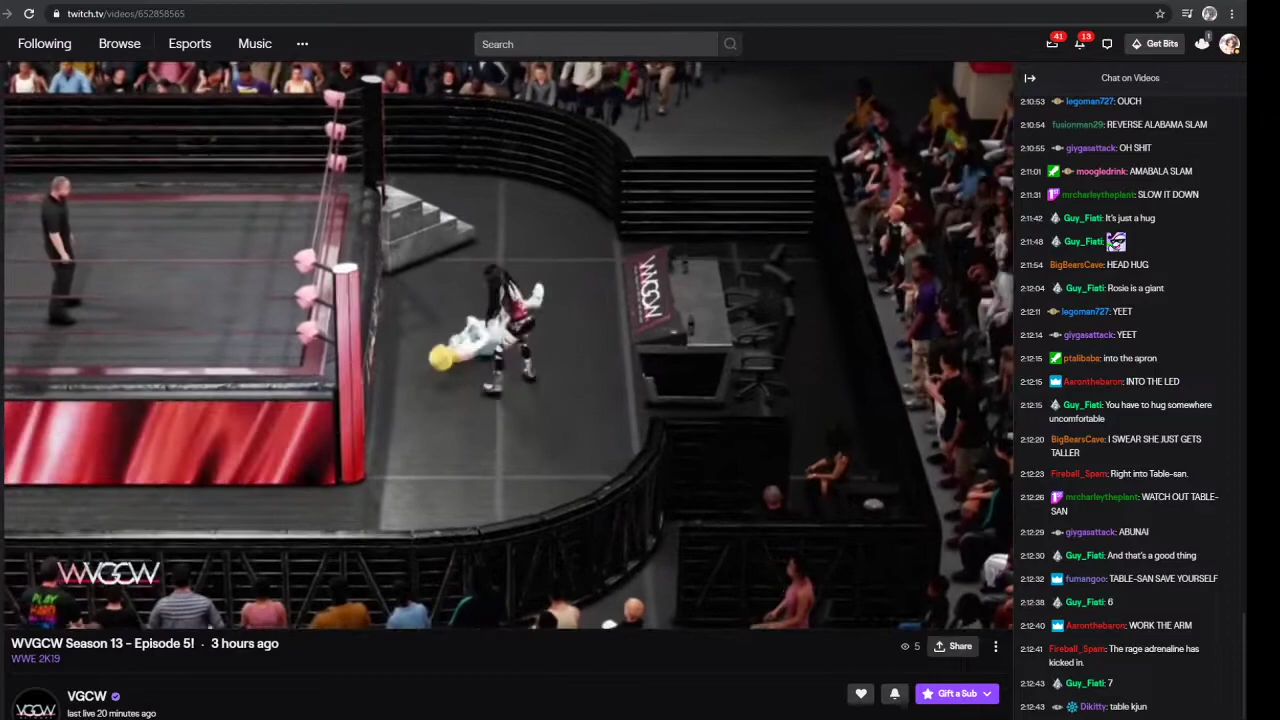 twitch.tv/videos/652858565
Following Browse Esports Music
Search
41
13
Get Bits
1
Chat on Videos
2:10:53 legoman727: OUCH
2:10:54 fusionman29: REVERSE ALABAMA SLAM
2:10:55 giygasattack: OH SHIT
2:11:01 moogledrink: AMABALA SLAM
2:11:31 mrcharleytheplant: SLOW IT DOWN
2:11:42 Guy_Fiati: It's just a hug
2:11:48 Guy_Fiati:
2:11:54 BigBearsCave: HEAD HUG
2:12:04 Guy_Fiati: Rosie is a giant
2:12:11 legoman727: YEET
2:12:14 giygasattack: YEET
2:12:15 ptalibaba: into the apron
2:12:15 Aaronthebaron: INTO THE LED
2:12:15 Guy_Fiati: You have to hug somewhere
uncomfortable
2:12:20 BigBearsCave: I SWEAR SHE JUST GETS
TALLER
2:12:23 Fireball_Spam: Right into Table-san.
2:12:26 mrcharleytheplant: WATCH OUT TABLE-
SAN
2:12:29 giygasattack: ABUNAI
2:12:30 Guy_Fiati: And that's a good thing
2:12:32 fumangoo: TABLE-SAN SAVE YOURSELF
2:12:38 Guy_Fiati: 6
2:12:40 Aaronthebaron: WORK THE ARM
2:12:41 Fireball_Spam: The rage adrenaline has
kicked in.
2:12:43 Guy_Fiati: 7
2:12:43 Dikitty: table kjun
WVGCW
WVGCW
PLAY
HARD
WVGCW Season 13 - Episode 5! · 3 hours ago
WWE 2K19
5
Share
VGCW
last live 20 minutes ago
Gift a Sub
WVGCW